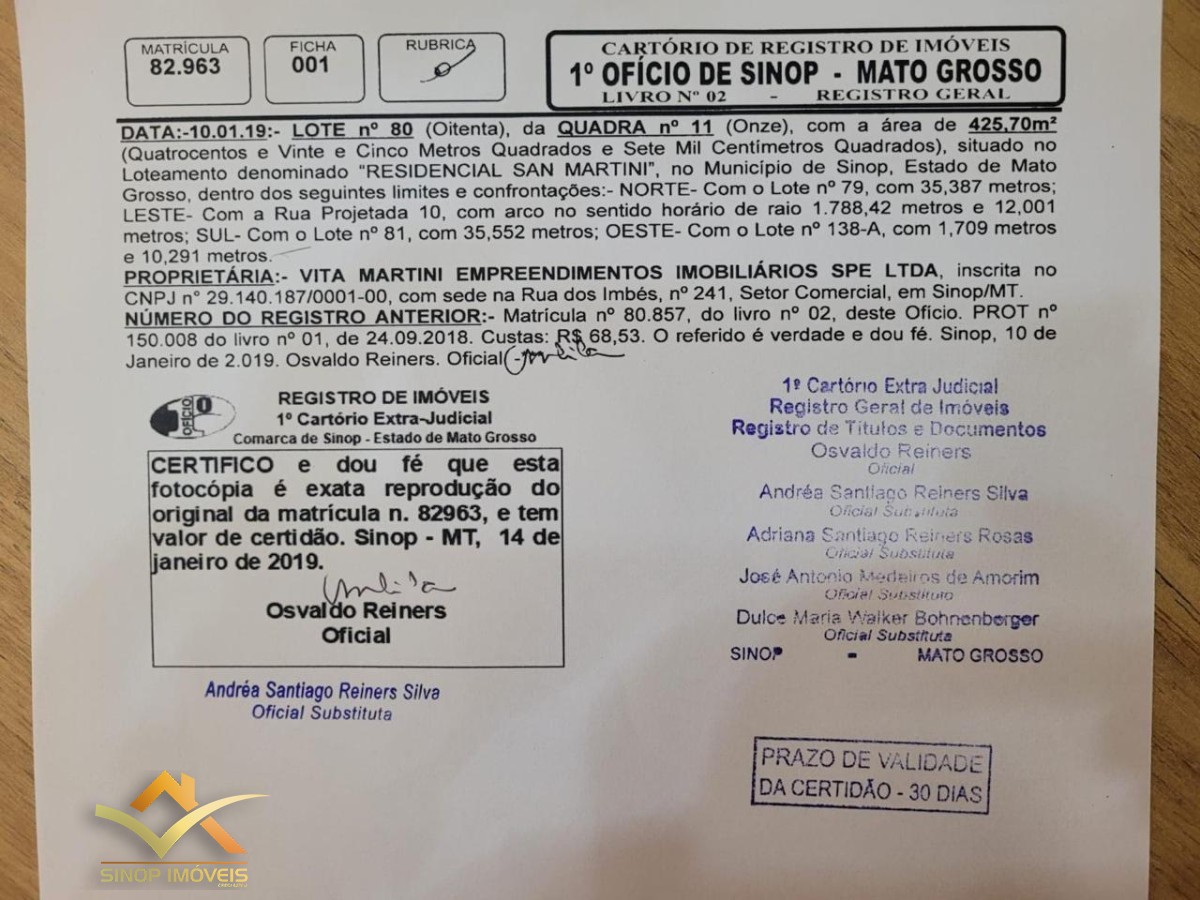 MATRÍCULA
82.963
FICHA
001
RUBRICA
CARTÓRIO DE REGISTRO DE IMÓVEIS
1º OFÍCIO DE SINOP - MATO GROSSO
LIVRO Nº 02 - REGISTRO GERAL
DATA:-10.01.19:- LOTE nº 80 (Oitenta), da QUADRA nº 11 (Onze), com a área de 425,70m²
(Quatrocentos e Vinte e Cinco Metros Quadrados e Sete Mil Centímetros Quadrados), situado no
Loteamento denominado “RESIDENCIAL SAN MARTINI”, no Município de Sinop, Estado de Mato
Grosso, dentro dos seguintes limites e confrontações:- NORTE- Com o Lote nº 79, com 35,387 metros;
LESTE- Com a Rua Projetada 10, com arco no sentido horário de raio 1.788,42 metros e 12,001
metros; SUL- Com o Lote nº 81, com 35,552 metros; OESTE- Com o Lote nº 138-A, com 1,709 metros
e 10,291 metros.
PROPRIETÁRIA:- VITA MARTINI EMPREENDIMENTOS IMOBILIÁRIOS SPE LTDA, inscrita no
CNPJ n° 29.140.187/0001-00, com sede na Rua dos Imbés, nº 241, Setor Comercial, em Sinop/MT.
NÚMERO DO REGISTRO ANTERIOR:- Matrícula nº 80.857, do livro nº 02, deste Oficio. PROT nº
150.008 do livro nº 01, de 24.09.2018. Custas: R$ 68,53. O referido é verdade e dou fé. Sinop, 10 de
Janeiro de 2.019. Osvaldo Reiners. Oficial
1º OFÍCIO
REGISTRO DE IMÓVEIS
1º Cartório Extra-Judicial
Comarca de Sinop - Estado de Mato Grosso
CERTIFICO e dou fé que esta
fotocópia é exata reprodução do
original da matrícula n. 82963, e tem
valor de certidão. Sinop - MT, 14 de
janeiro de 2019.
Osvaldo Reiners
Oficial
Andréa Santiago Reiners Silva
Oficial Substituta
1º Cartório Extra Judicial
Registro Geral de Imóveis
Registro de Títulos e Documentos
Osvaldo Reiners
Oficial
Andréa Santiago Reiners Silva
Oficial Substituta
Adriana Santiago Reiners Rosas
Oficial Substituta
José Antonio Medeiros de Amorim
Oficial Substituto
Dulce Maria Walker Bohnenberger
Oficial Substituta
SINOP - MATO GROSSO
PRAZO DE VALIDADE
DA CERTIDÃO - 30 DIAS
SINOP IMÓVEIS